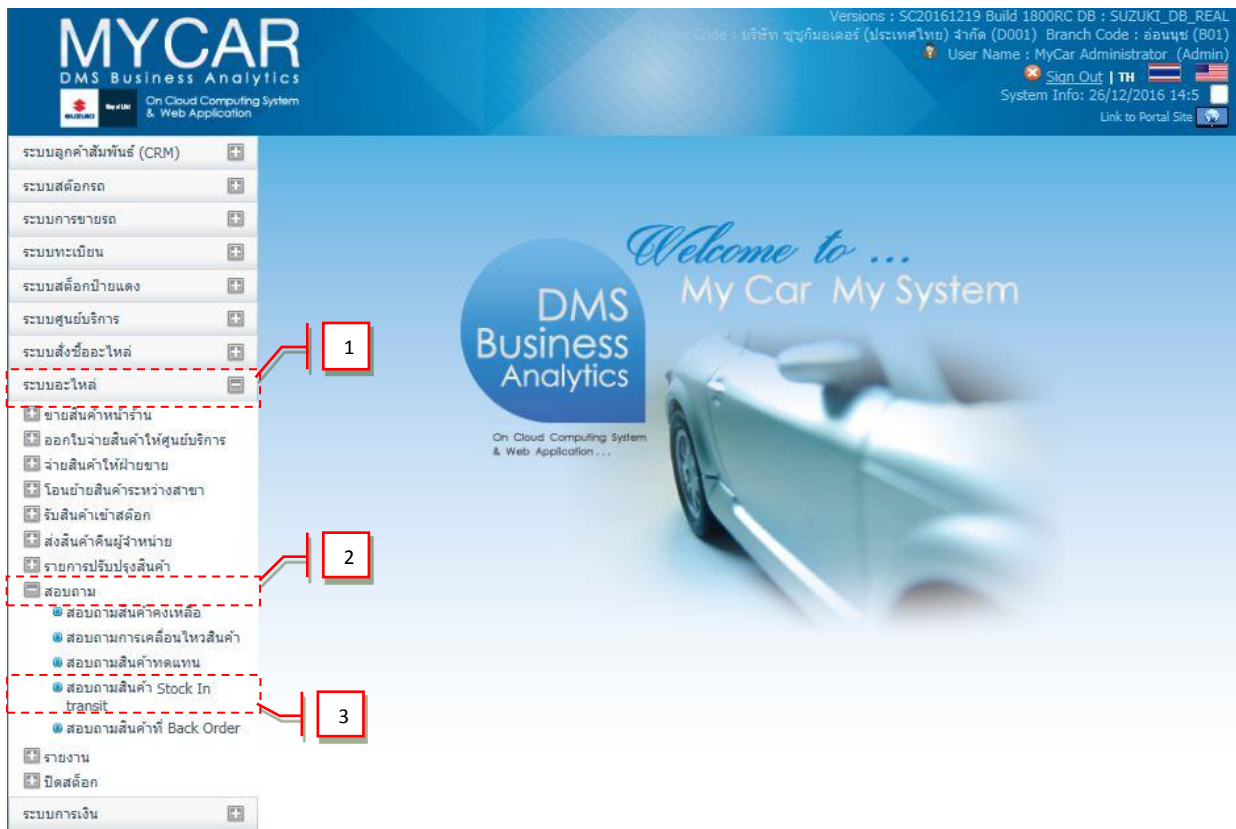 MYCAR
DMS Business Analytics
SUZUKI Way of Life! On Cloud Computing System
& Web Application
Versions : SC20161219 Build 1800RC DB : SUZUKI_DB_REAL
Code : บริษัท ซูซูกิมอเตอร์ (ประเทศไทย) จำกัด (D001) Branch Code : อ่อนนุช (B01)
User Name : MyCar Administrator (Admin)
Sign Out | TH
System Info: 26/12/2016 14:5
Link to Portal Site
ระบบลูกค้าสัมพันธ์ (CRM)
ระบบสต๊อกรถ
ระบบการขายรถ
ระบบทะเบียน
ระบบสต็อกป้ายแดง
ระบบศูนย์บริการ
ระบบสั่งซื้ออะไหล่
ระบบอะไหล่
ขายสินค้าหน้าร้าน
ออกใบจ่ายสินค้าให้ศูนย์บริการ
จ่ายสินค้าให้ฝ่ายขาย
โอนย้ายสินค้าระหว่างสาขา
รับสินค้าเข้าสต๊อก
ส่งสินค้าคืนผู้จำหน่าย
รายการปรับปรุงสินค้า
สอบถาม
สอบถามสินค้าคงเหลือ
สอบถามการเคลื่อนไหวสินค้า
สอบถามสินค้าทดแทน
สอบถามสินค้า Stock In
transit
สอบถามสินค้าที่ Back Order
รายงาน
ปิดสต็อก
ระบบการเงิน
1
2
3
Welcome to ...
My Car My System
DMS
Business
Analytics
On Cloud Computing System
& Web Application . . .